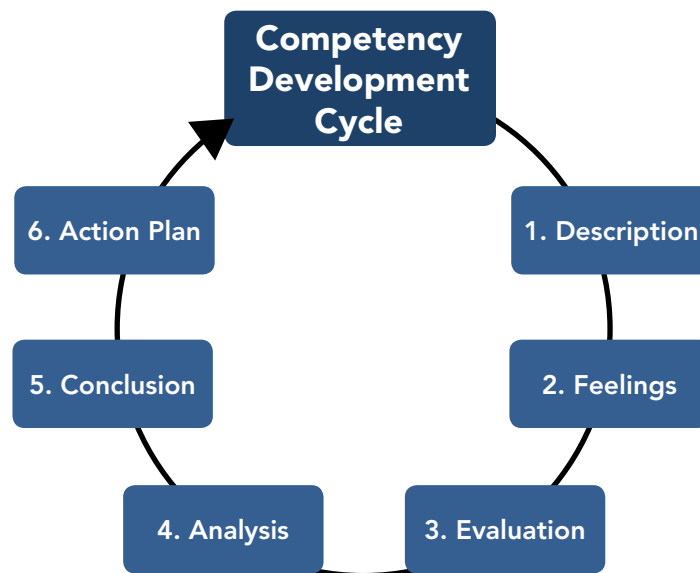 Competency
Development
Cycle
1. Description
2. Feelings
3. Evaluation
4. Analysis
5. Conclusion
6. Action Plan